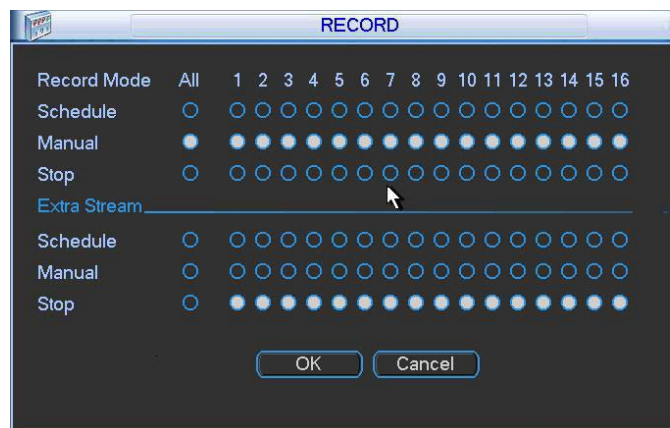 RECORD
Record Mode All 1 2 3 4 5 6 7 8 9 10 11 12 13 14 15 16
Schedule
Manual
Stop
Extra Stream
Schedule
Manual
Stop
OK Cancel